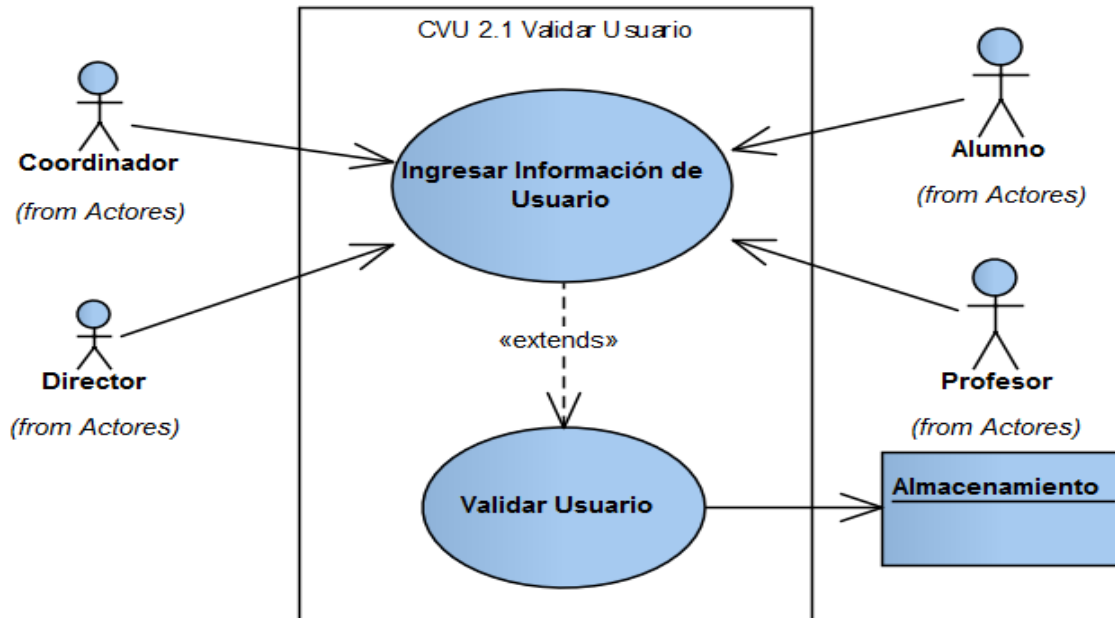 CVU 2.1 Validar Usuario
Coordinador
(from Actores)
Alumno
(from Actores)
Ingresar Información de
Usuario
Director
(from Actores)
«extends»
Profesor
(from Actores)
Validar Usuario
Almacenamiento